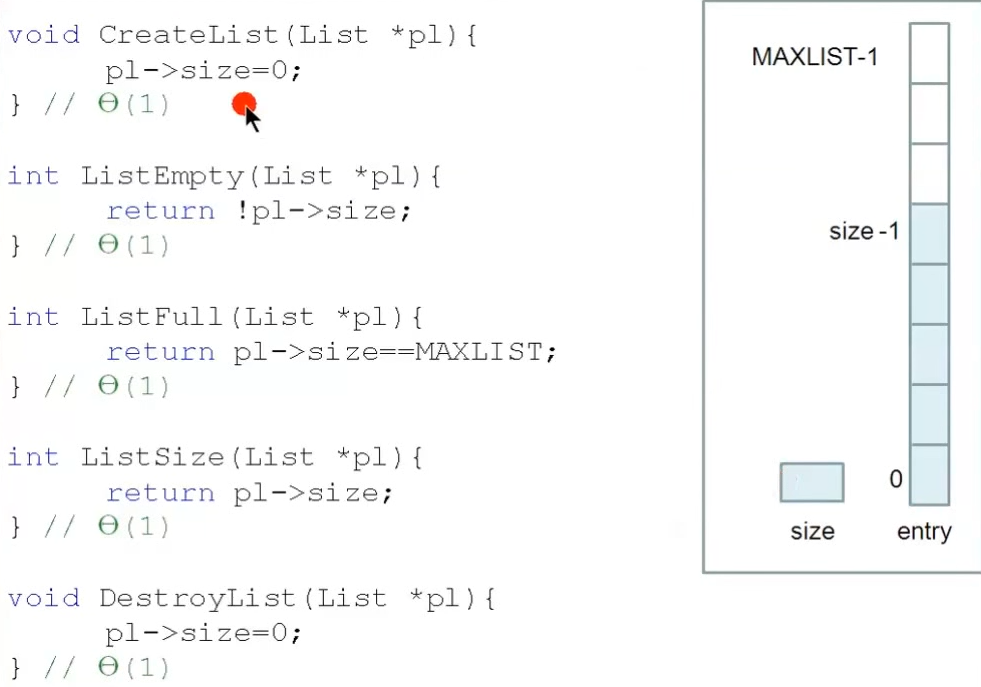 void CreateList(List *pl){
pl->size=0;
} // Θ(1)
int ListEmpty(List *pl){
return !pl->size;
} // Θ(1)
int ListFull(List *pl){
return pl->size==MAXLIST;
} // Θ(1)
int ListSize(List *pl){
return pl->size;
} // Θ(1)
void DestroyList(List *pl){
pl->size=0;
} // Θ(1)
MAXLIST-1
size -1
0
size entry